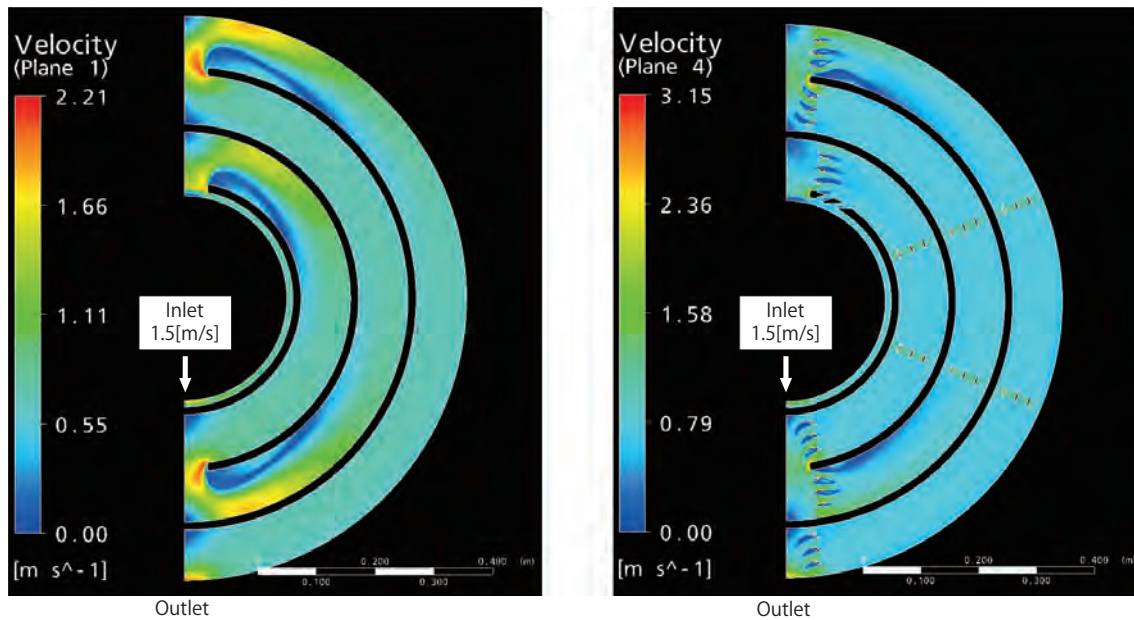 Velocity
(Plane 1)
2.21
1.66
1.11
0.55
0.00
[m s^-1]
Inlet
1.5[m/s]
0.200
0.400 (m)
0.100
0.300
Outlet
Velocity
(Plane 4)
3.15
2.36
1.58
0.79
0.00
[m s^-1]
Inlet
1.5[m/s]
0.200
0.400 (m)
0.100
0.300
Outlet